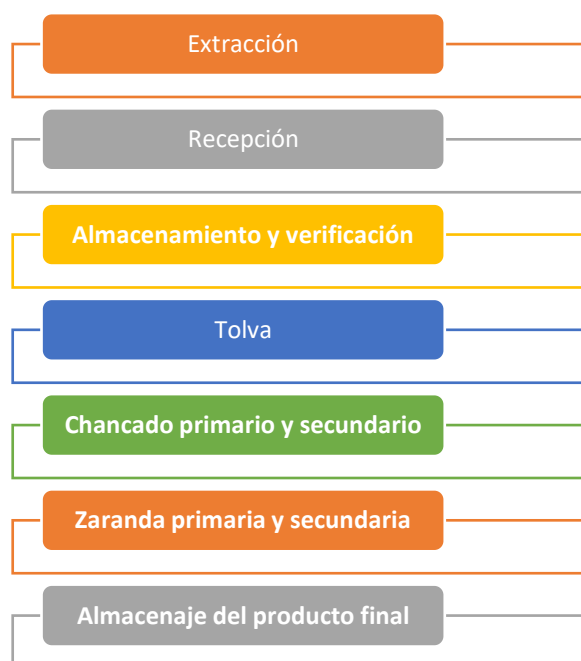 Extracción
Recepción
Almacenamiento y verificación
Tolva
Chancado primario y secundario
Zaranda primaria y secundaria
Almacenaje del producto final